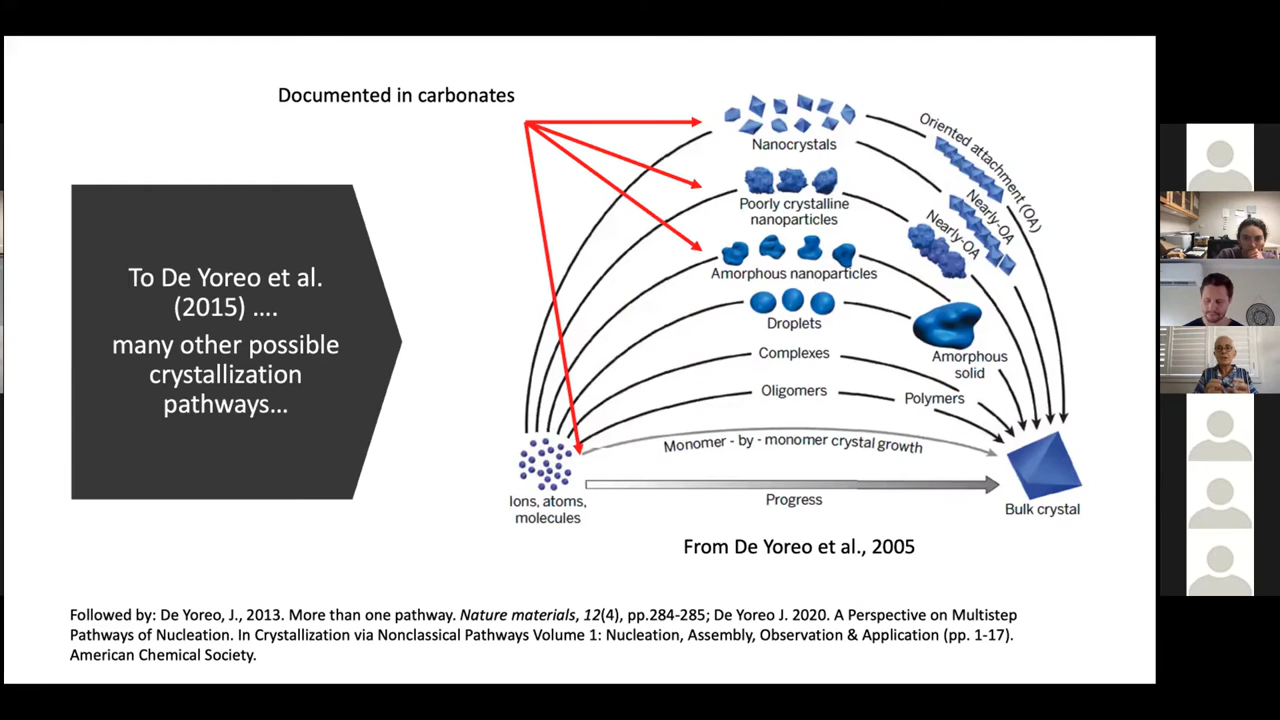 Documented in carbonates
To De Yoreo et al.
(2015) ….
many other possible
crystallization
pathways…
Nanocrystals
Oriented attachment (OA)
Poorly crystalline
nanoparticles
Nearly-OA
Nearly-OA
Amorphous nanoparticles
Droplets
Amorphous
solid
Complexes
Oligomers
Polymers
Monomer - by - monomer crystal growth
Ions, atoms,
molecules
Progress
Bulk crystal
From De Yoreo et al., 2005
Followed by: De Yoreo, J., 2013. More than one pathway. Nature materials, 12(4), pp.284-285; De Yoreo J. 2020. A Perspective on Multistep
Pathways of Nucleation. In Crystallization via Nonclassical Pathways Volume 1: Nucleation, Assembly, Observation & Application (pp. 1-17).
American Chemical Society.